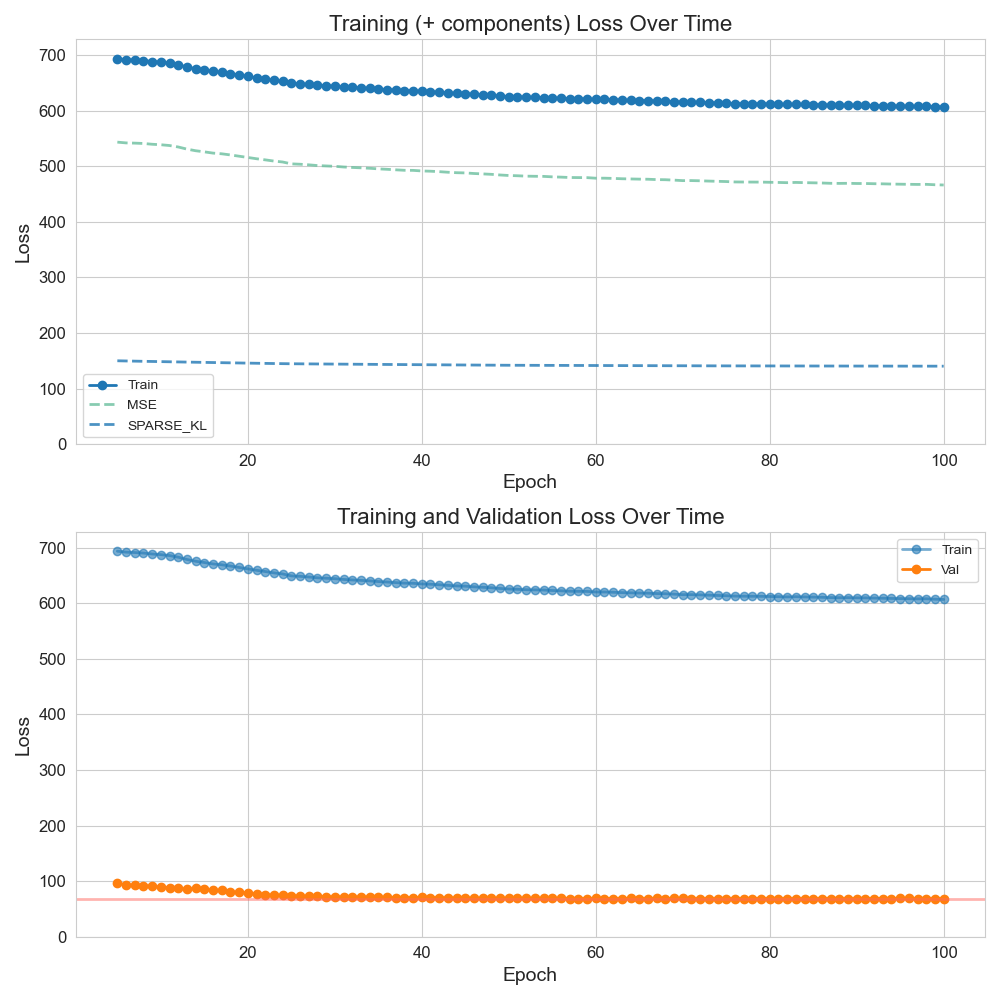 Training (+ components) Loss Over Time
700
600
500
400
300
200
100
0
Loss
Train
MSE
SPARSE_KL
20 40 60 80 100
Epoch
Training and Validation Loss Over Time
700
600
500
400
300
200
100
0
Loss
Train
Val
20 40 60 80 100
Epoch